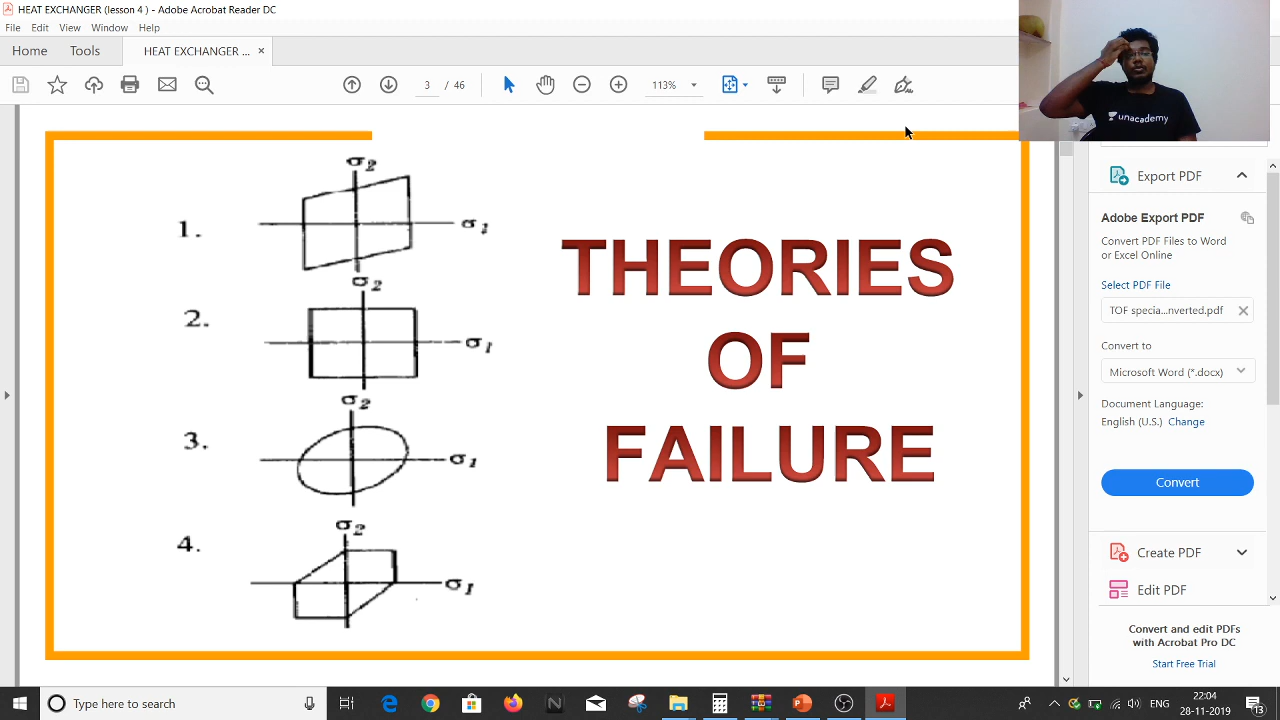 HEAT EXCHANGER (lesson 4 ) - Adobe Acrobat Reader DC
File Edit View Window Help
Home Tools HEAT EXCHANGER ... ×
3 / 46 113%
unacademy
σ2
1. σ1
σ2
2. σ1
σ2
3. σ1
σ2
4. σ1
THEORIES
OF
FAILURE
Export PDF
Adobe Export PDF
Convert PDF Files to Word
or Excel Online
Select PDF File
TOF specia...nverted.pdf
Convert to
Microsoft Word (*.docx)
Document Language:
English (U.S.) Change
Convert
Create PDF
Edit PDF
Convert and edit PDFs
with Acrobat Pro DC
Start Free Trial
Type here to search
ENG
22:04
28-11-2019
13